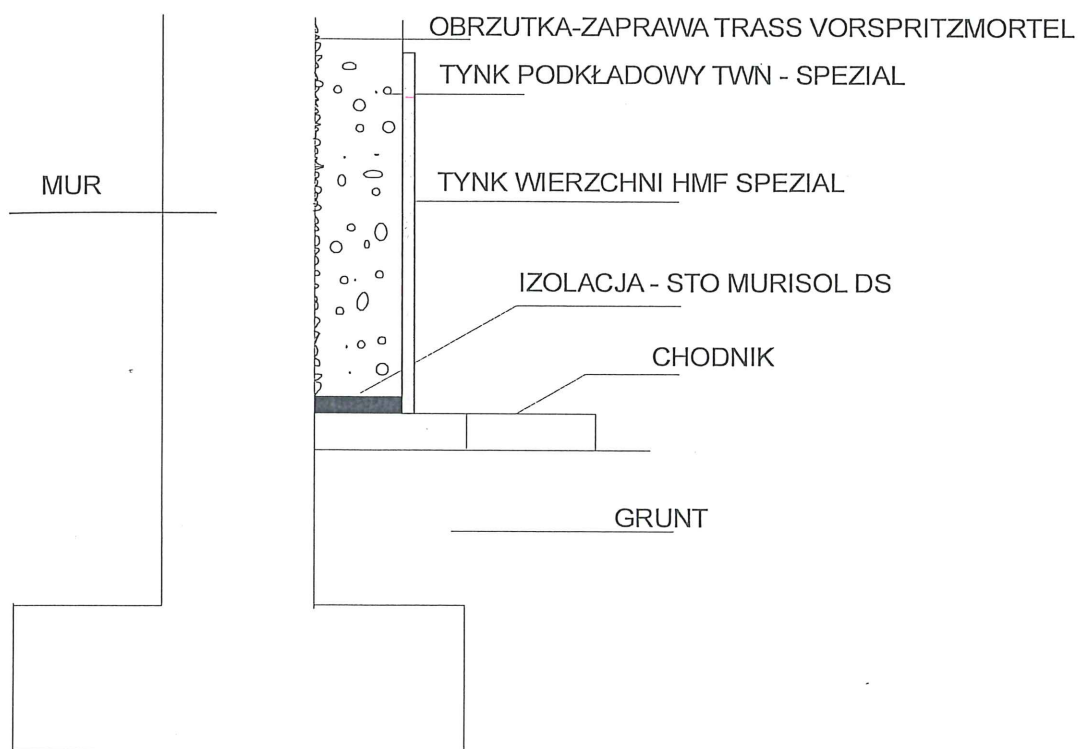 OBRZUTKA-ZAPRAWA TRASS VORSPRITZMORTEL
TYNK PODKŁADOWY TWN - SPEZIAL
MUR
TYNK WIERZCHNI HMF SPEZIAL
IZOLACJA - STO MURISOL DS
CHODNIK
GRUNT